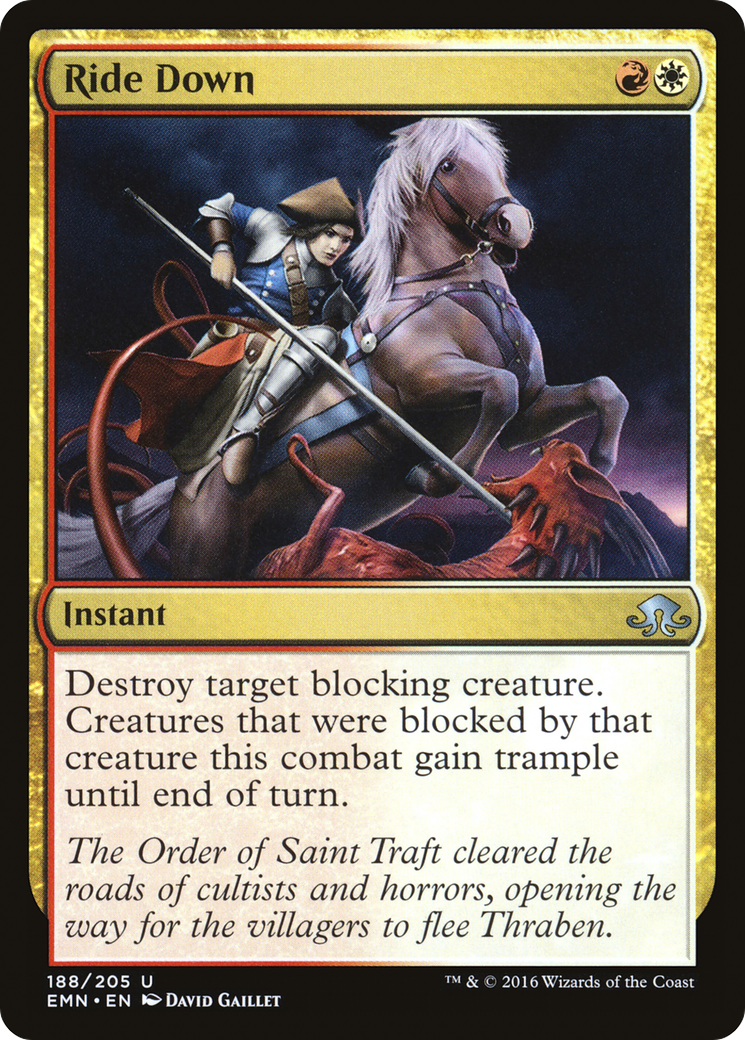 Ride Down
Instant
Destroy target blocking creature.
Creatures that were blocked by that
creature this combat gain trample
until end of turn.
The Order of Saint Traft cleared the
roads of cultists and horrors, opening the
way for the villagers to flee Thraben.
188/205 U
™ & © 2016 Wizards of the Coast
EMN • EN DAVID GAILLET